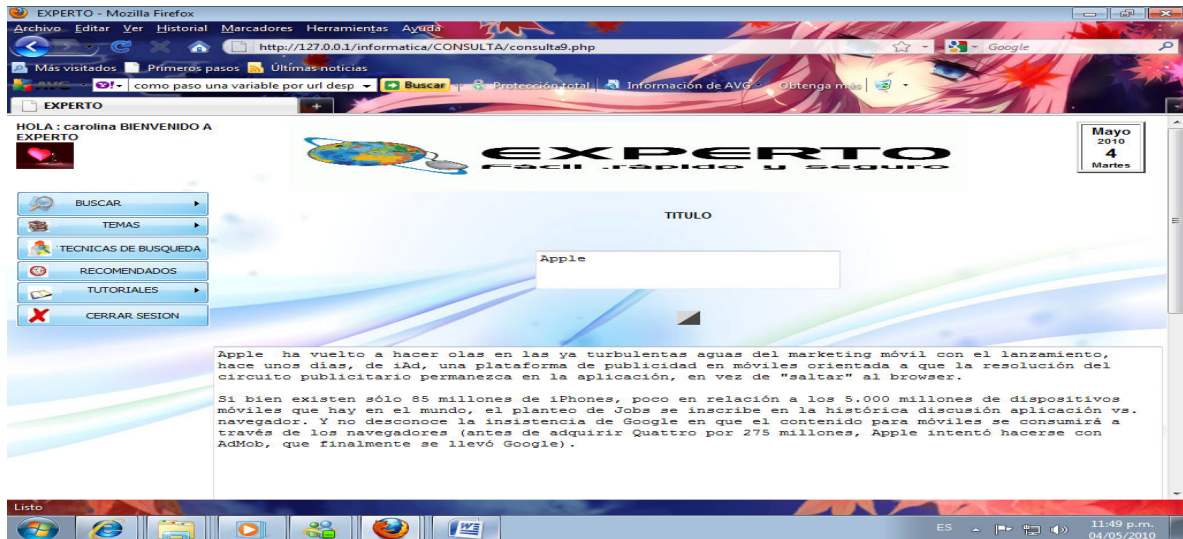 EXPERTO - Mozilla Firefox
Archivo Editar Ver Historial Marcadores Herramientas Ayuda
http://127.0.0.1/informatica/CONSULTA/consulta9.php
Google
Más visitados Primeros pasos Últimas noticias
AVG como paso una variable por url desp Buscar Protección total Información de AVG Obtenga más
EXPERTO
HOLA : carolina BIENVENIDO A
EXPERTO
EXPERTO
Fácil ,rápido y seguro
Mayo
2010
4
Martes
BUSCAR
TEMAS
TECNICAS DE BUSQUEDA
RECOMENDADOS
TUTORIALES
CERRAR SESION
TITULO
Apple
Apple ha vuelto a hacer olas en las ya turbulentas aguas del marketing móvil con el lanzamiento,
hace unos días, de iAd, una plataforma de publicidad en móviles orientada a que la resolución del
circuito publicitario permanezca en la aplicación, en vez de "saltar" al browser.
Si bien existen sólo 85 millones de iPhones, poco en relación a los 5.000 millones de dispositivos
móviles que hay en el mundo, el planteo de Jobs se inscribe en la histórica discusión aplicación vs.
navegador. Y no desconoce la insistencia de Google en que el contenido para móviles se consumirá a
través de los navegadores (antes de adquirir Quattro por 275 millones, Apple intentó hacerse con
AdMob, que finalmente se llevó Google).
Listo
ES
11:49 p.m.
04/05/2010